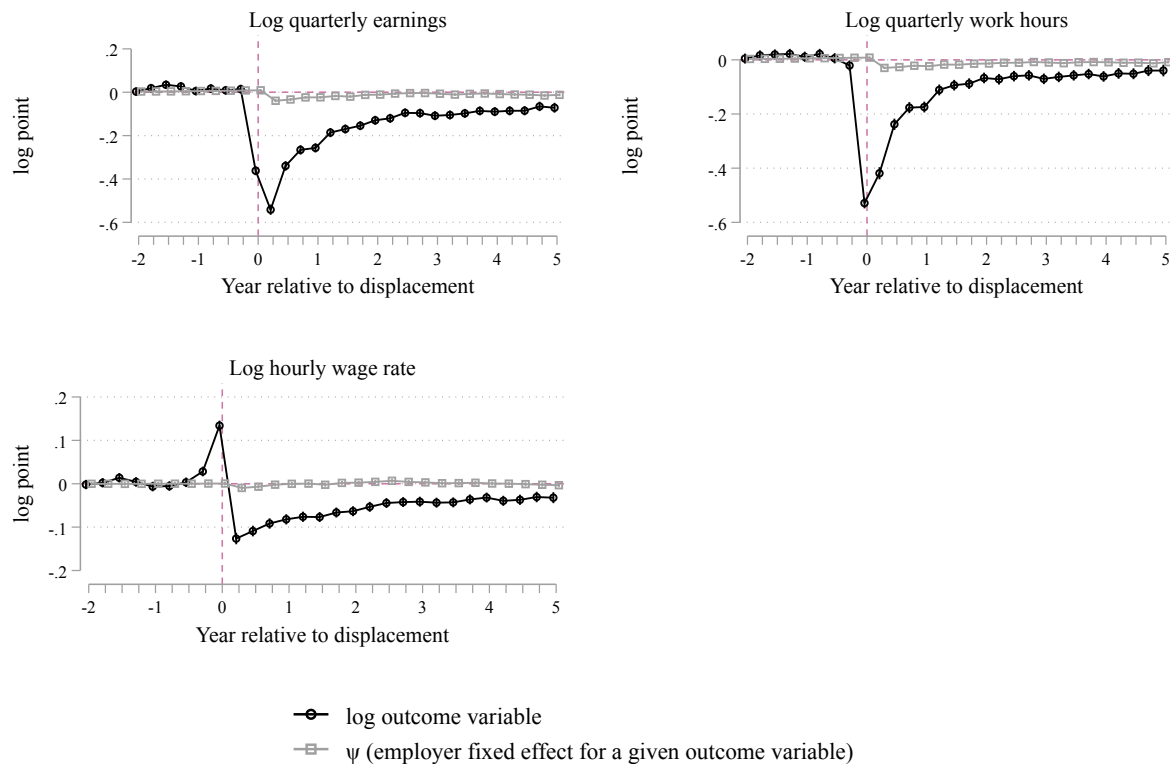 Log quarterly earnings
.2
0
-.2
-.4
-.6
log point
-2 -1 0 1 2 3 4 5
Year relative to displacement
Log quarterly work hours
0
-.2
-.4
-.6
log point
-2 -1 0 1 2 3 4 5
Year relative to displacement
Log hourly wage rate
.2
.1
0
-.1
-.2
log point
-2 -1 0 1 2 3 4 5
Year relative to displacement
log outcome variable
ψ (employer fixed effect for a given outcome variable)